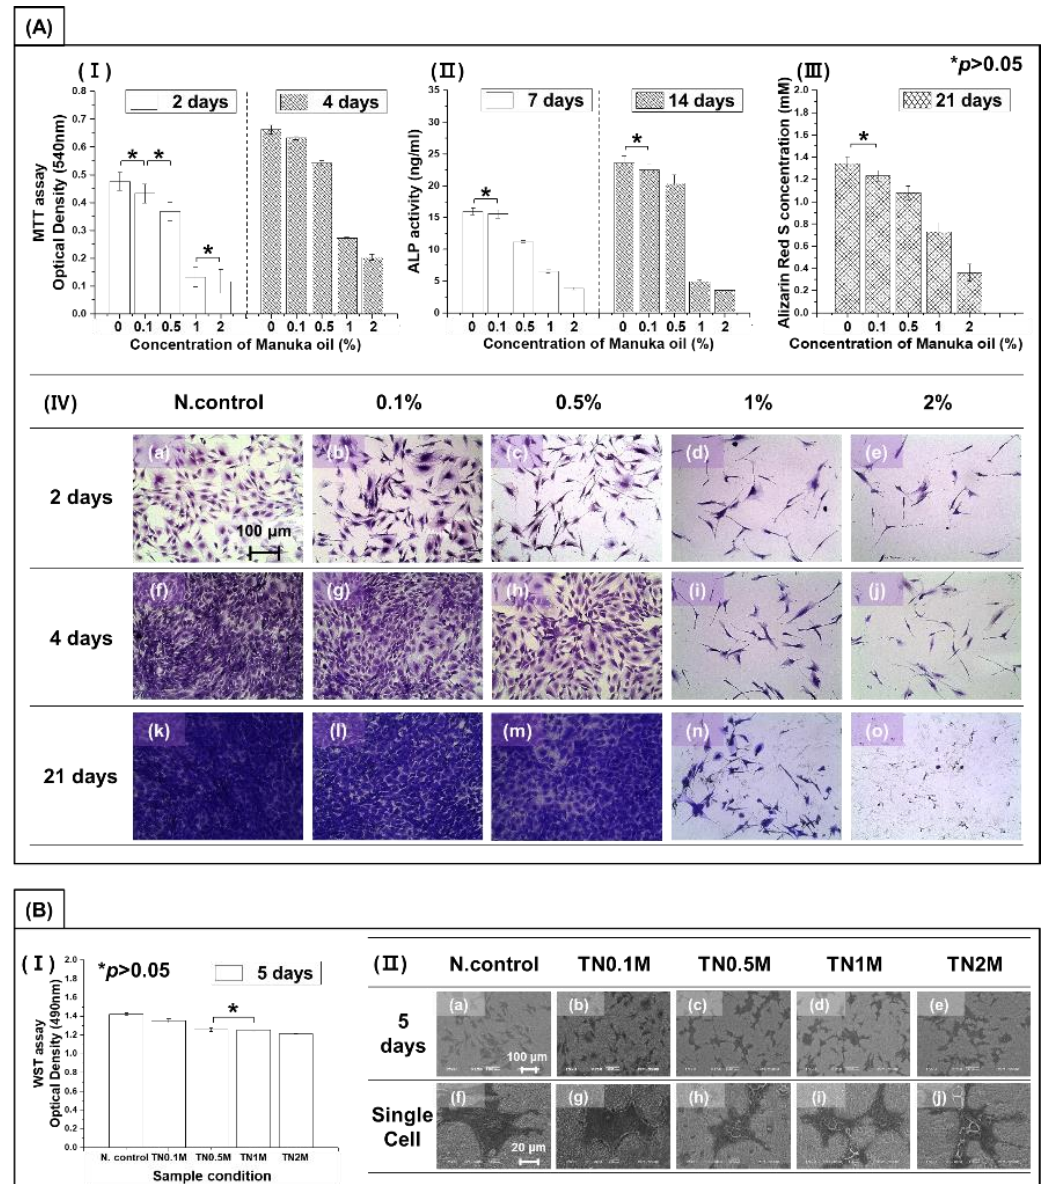 (A)
(I)
(II)
(III)
*p>0.05
2 days
4 days
7 days
14 days
21 days
MTT assay
Optical Density (540nm)
0.8
0.7
0.6
0.5
0.4
0.3
0.2
0.1
0.0
* * *
0 0.1 0.5 1 2 0 0.1 0.5 1 2
Concentration of Manuka oil (%)
ALP activity (ng/ml)
35
30
25
20
15
10
5
0
* *
0 0.1 0.5 1 2 0 0.1 0.5 1 2
Concentration of Manuka oil (%)
Alizarin Red S concentration (mM)
2.0
1.8
1.6
1.4
1.2
1.0
0.8
0.6
0.4
0.2
0.0
*
0 0.1 0.5 1 2
Concentration of Manuka oil (%)
(IV) N.control 0.1% 0.5% 1% 2%
2 days (a) (b) (c) (d) (e)
100 µm
4 days (f) (g) (h) (i) (j)
21 days (k) (l) (m) (n) (o)
(B)
(I)
*p>0.05
5 days
WST assay
Optical Density (490nm)
2.0
1.8
1.6
1.4
1.2
1.0
0.8
0.6
0.4
0.2
0.0
*
N. control TN0.1M TN0.5M TN1M TN2M
Sample condition
(II) N.control TN0.1M TN0.5M TN1M TN2M
5 days (a) (b) (c) (d) (e)
100 µm
Single Cell (f) (g) (h) (i) (j)
20 µm